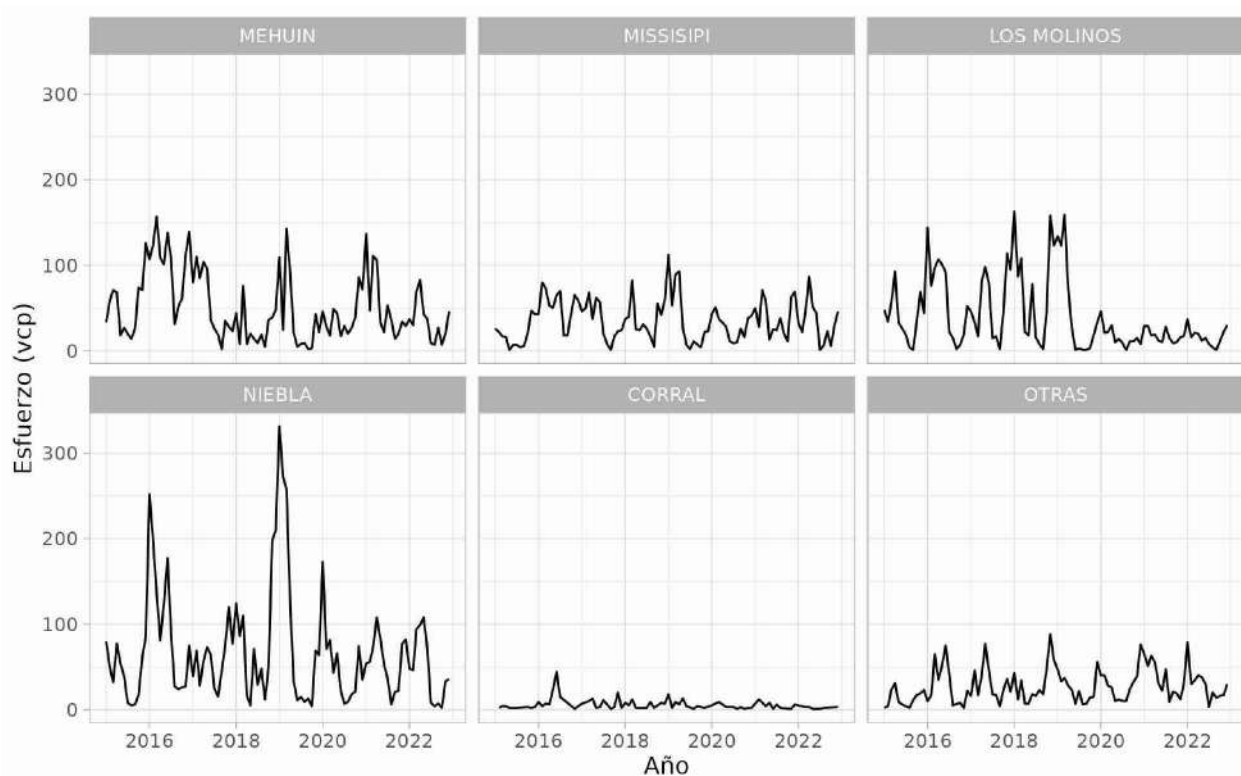 MEHUIN MISSISIPI LOS MOLINOS
300
200
100
0
NIEBLA CORRAL OTRAS
300
200
100
0
2016 2018 2020 2022 2016 2018 2020 2022 2016 2018 2020 2022
Esfuerzo (vcp)
Año